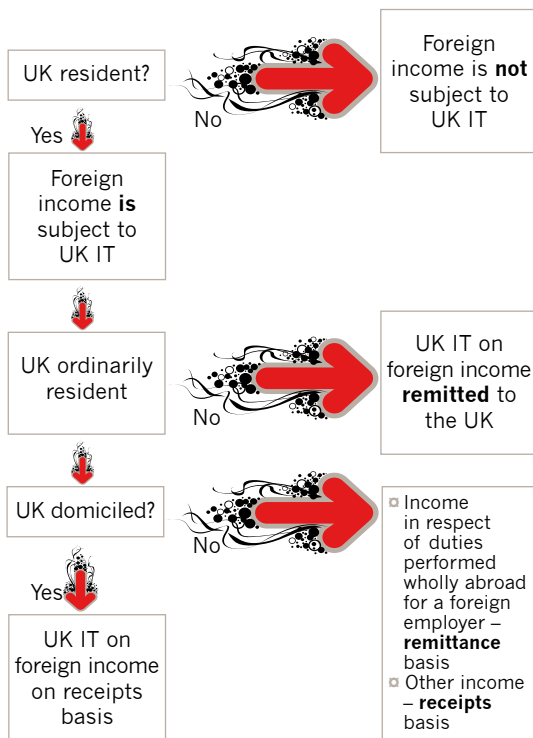 UK resident?
No
Foreign
income is not
subject to
UK IT
Yes
Foreign
income is
subject to
UK IT
UK ordinarily
resident
No
UK IT on
foreign income
remitted to
the UK
UK domiciled?
No
¤ Income
in respect
of duties
performed
wholly abroad
for a foreign
employer –
remittance
basis
¤ Other income
– receipts
basis
Yes
UK IT on
foreign income
on receipts
basis